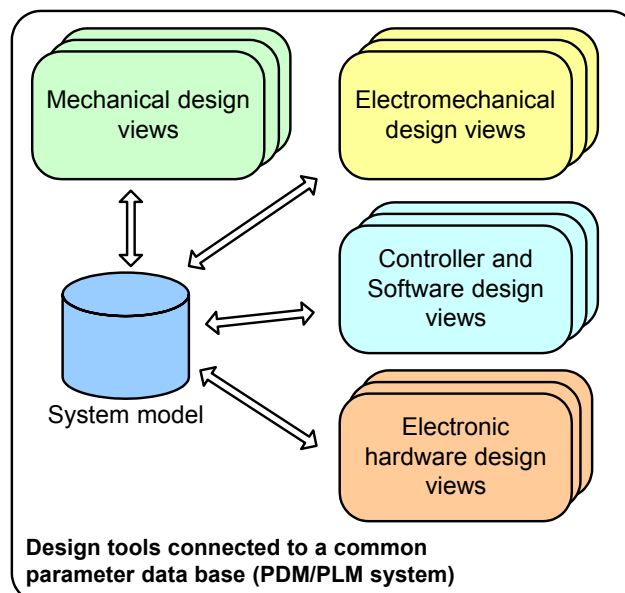 Mechanical design
views
Electromechanical
design views
Controller and
Software design
views
System model
Electronic
hardware design
views
Design tools connected to a common
parameter data base (PDM/PLM system)